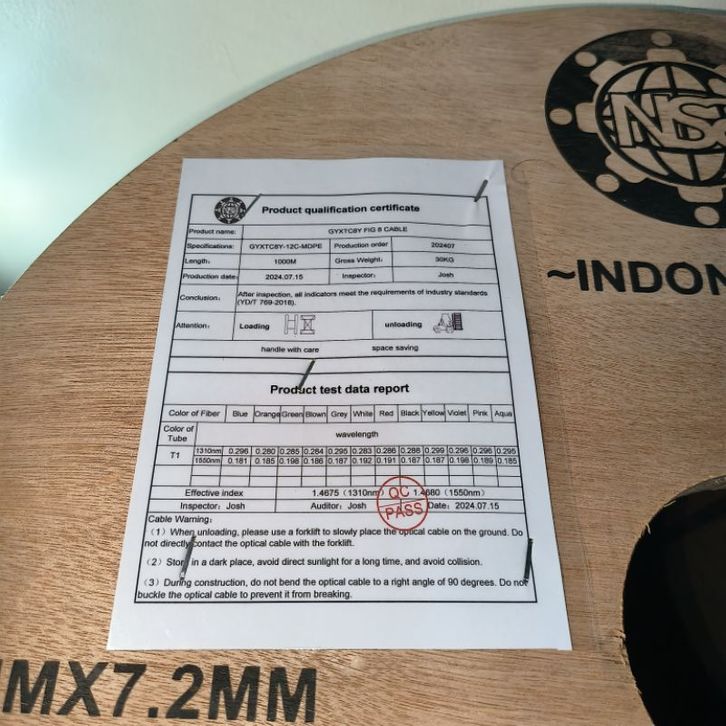 NS
~INDON
Product qualification certificate
Product name: GYXTC8Y FIG 8 CABLE
Specifications: GYXTC8Y-12C-MDPE Production order 202407
Length: 1000M Gross Weight: 30KG
Production date: 2024.07.15 Inspector: Josh
Conclusion: After inspection, all indicators meet the requirements of industry standards
(YD/T 769-2018).
Attention: Loading unloading
handle with care space saving
Product test data report
Color of Fiber Blue Orange Green Blown Grey White Red Black Yellow Violet Pink Aqua
Color of
Tube
wavelength
T1
1310nm 0.296 0.280 0.285 0.284 0.295 0.283 0.286 0.288 0.299 0.296 0.296 0.295
1550nm 0.181 0.185 0.198 0.186 0.187 0.192 0.191 0.187 0.187 0.198 0.189 0.185
Effective index 1.4675（1310nm） 1.4680（1550nm）
Inspector: Josh Auditor: Josh Date: 2024.07.15
QC
PASS
Cable Warning:
（1）When unloading, please use a forklift to slowly place the optical cable on the ground. Do
not directly contact the optical cable with the forklift.
（2）Store in a dark place, avoid direct sunlight for a long time, and avoid collision.
（3）During construction, do not bend the optical cable to a right angle of 90 degrees. Do not
buckle the optical cable to prevent it from breaking.
MX7.2MM